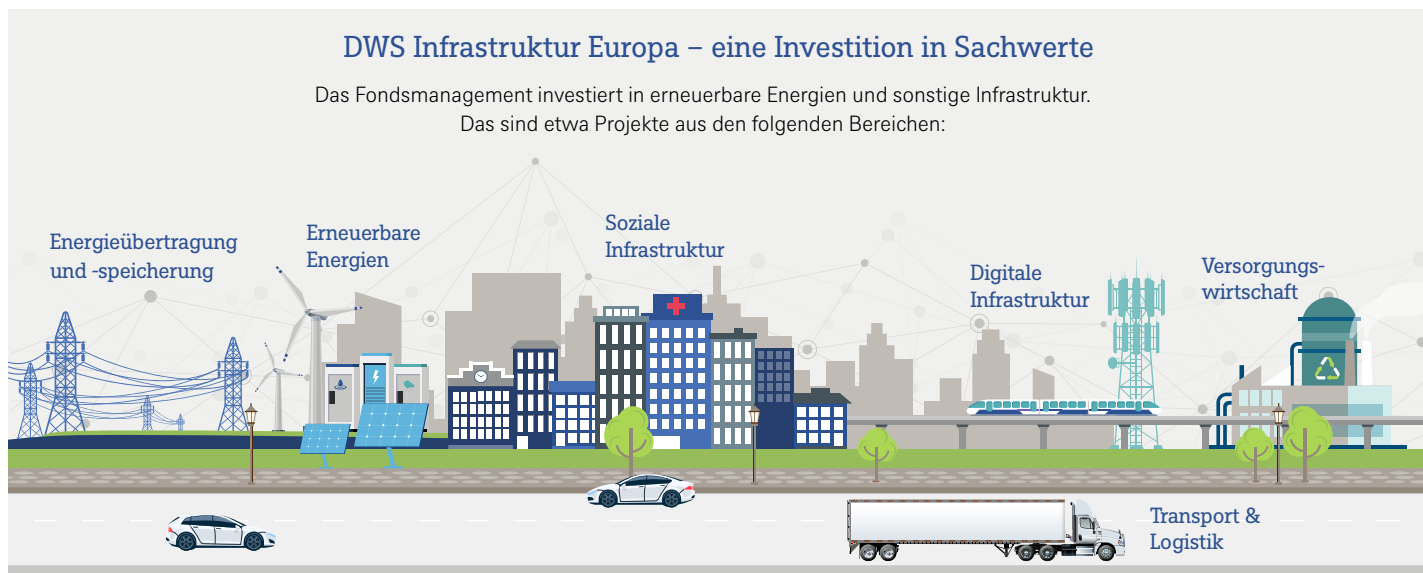 DWS Infrastruktur Europa – eine Investition in Sachwerte
Das Fondsmanagement investiert in erneuerbare Energien und sonstige Infrastruktur.
Das sind etwa Projekte aus den folgenden Bereichen:
Energieübertragung
und -speicherung
Erneuerbare
Energien
Soziale
Infrastruktur
Digitale
Infrastruktur
Versorgungs-
wirtschaft
Transport &
Logistik